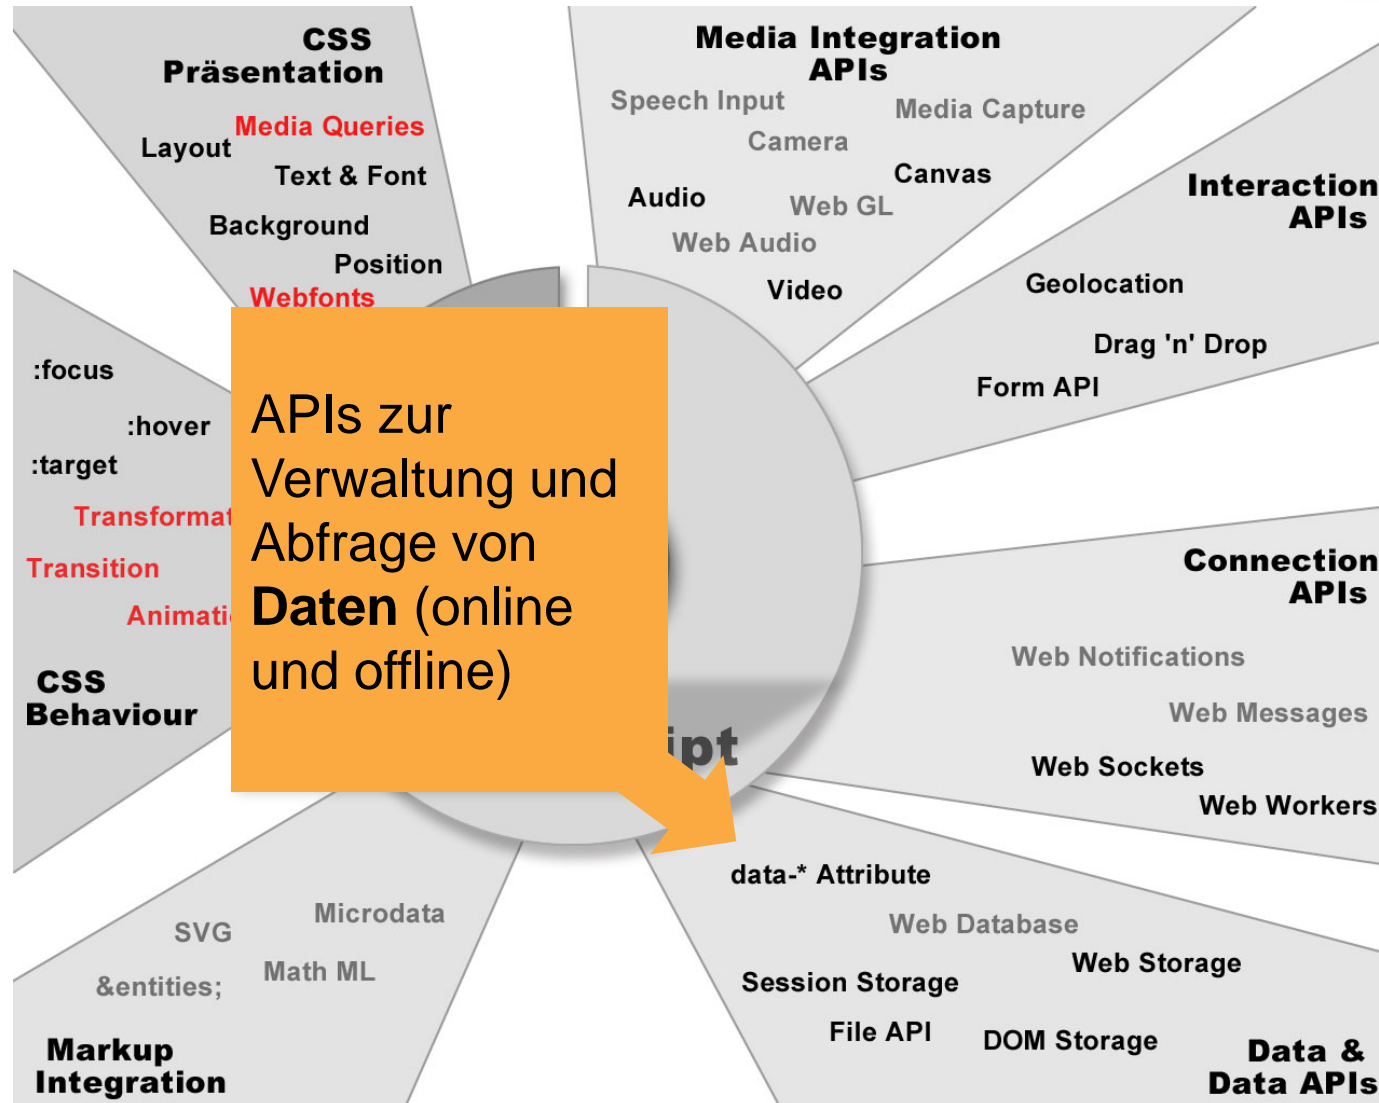 CSS
Präsentation
Media Queries
Layout
Text & Font
Background
Position
Webfonts
Media Integration
APIs
Speech Input
Media Capture
Camera
Canvas
Audio
Web GL
Web Audio
Video
Interaction
APIs
Geolocation
Drag 'n' Drop
Form API
:focus
:hover
:target
Transformat
Transition
Animati
CSS
Behaviour
APIs zur
Verwaltung und
Abfrage von
Daten (online
und offline)
ipt
Connection
APIs
Web Notifications
Web Messages
Web Sockets
Web Workers
data-* Attribute
Web Database
Web Storage
Session Storage
File API
DOM Storage
Data &
Data APIs
Microdata
SVG
Math ML
&entities;
Markup
Integration